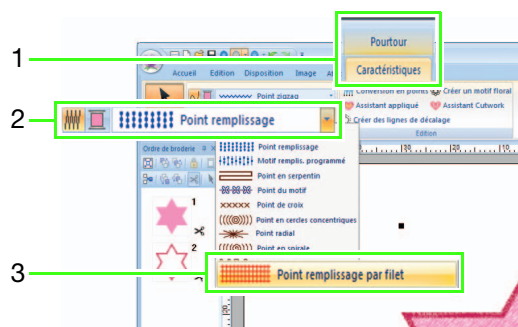 1
Pourtour
Caractéristiques
Accueil Edition Disposition Image
Point zigzag
Conversion en points Créer un motif floral
Assistant appliqué Assistant Cutwork
Créer des lignes de décalage
Edition
2
Point remplissage
Ordre de broderie
Point remplissage
Motif remplis. programmé
Point en serpentin
Point du motif
Point de croix
Point en cercles concentriques
Point radial
Point en spirale
1
2
3
Point remplissage par filet